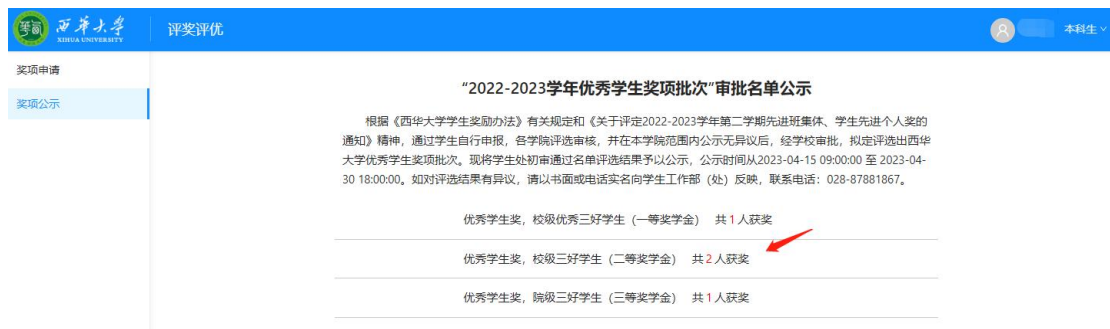 西华大学
XIHUA UNIVERSITY
评奖评优
本科生
奖项申请
奖项公示
“2022-2023学年优秀学生奖项批次”审批名单公示
根据《西华大学学生奖励办法》有关规定和《关于评定2022-2023学年第二学期先进班集体、学生先进个人奖的
通知》精神，通过学生自行申报，各学院评选审核，并在本学院范围内公示无异议后，经学校审批，拟定评选出西华
大学优秀学生奖项批次。现将学生处初审通过名单评选结果予以公示，公示时间从2023-04-15 09:00:00 至 2023-04-
30 18:00:00。如对评选结果有异议，请以书面或电话实名向学生工作部（处）反映，联系电话：028-87881867。
优秀学生奖，校级优秀三好学生（一等奖学金） 共 1 人获奖
优秀学生奖，校级三好学生（二等奖学金） 共 2 人获奖
优秀学生奖，院级三好学生（三等奖学金） 共 1 人获奖